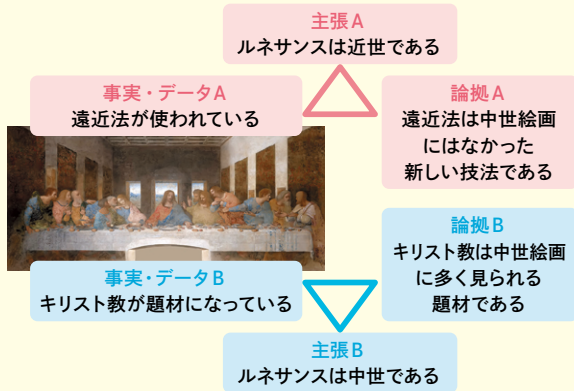 主張A
ルネサンスは近世である
事実・データA
遠近法が使われている
論拠A
遠近法は中世絵画
にはなかった
新しい技法である
事実・データB
キリスト教が題材になっている
論拠B
キリスト教は中世絵画
に多く見られる
題材である
主張B
ルネサンスは中世である